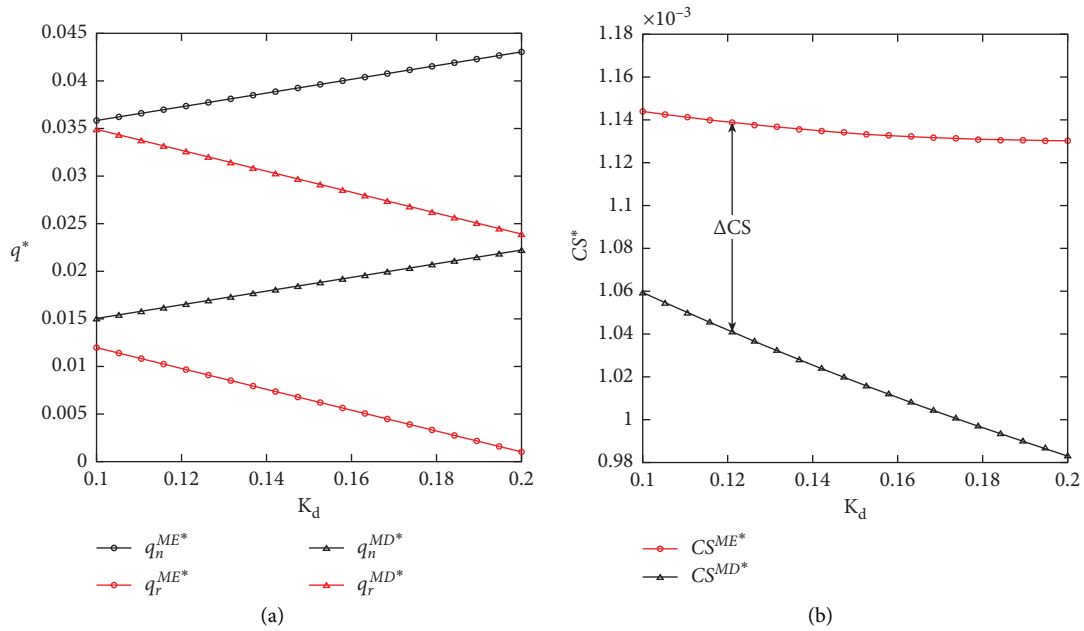 0.05
0.045
0.04
0.035
0.03
0.025
0.02
0.015
0.01
0.005
0
q*
0.1 0.12 0.14 0.16 0.18 0.2
K_d
q_n^{ME*} q_n^{MD*}
q_r^{ME*} q_r^{MD*}
(a)
×10⁻³
1.18
1.16
1.14
1.12
1.1
1.08
1.06
1.04
1.02
1
0.98
CS*
ΔCS
0.1 0.12 0.14 0.16 0.18 0.2
K_d
CS^{ME*}
CS^{MD*}
(b)